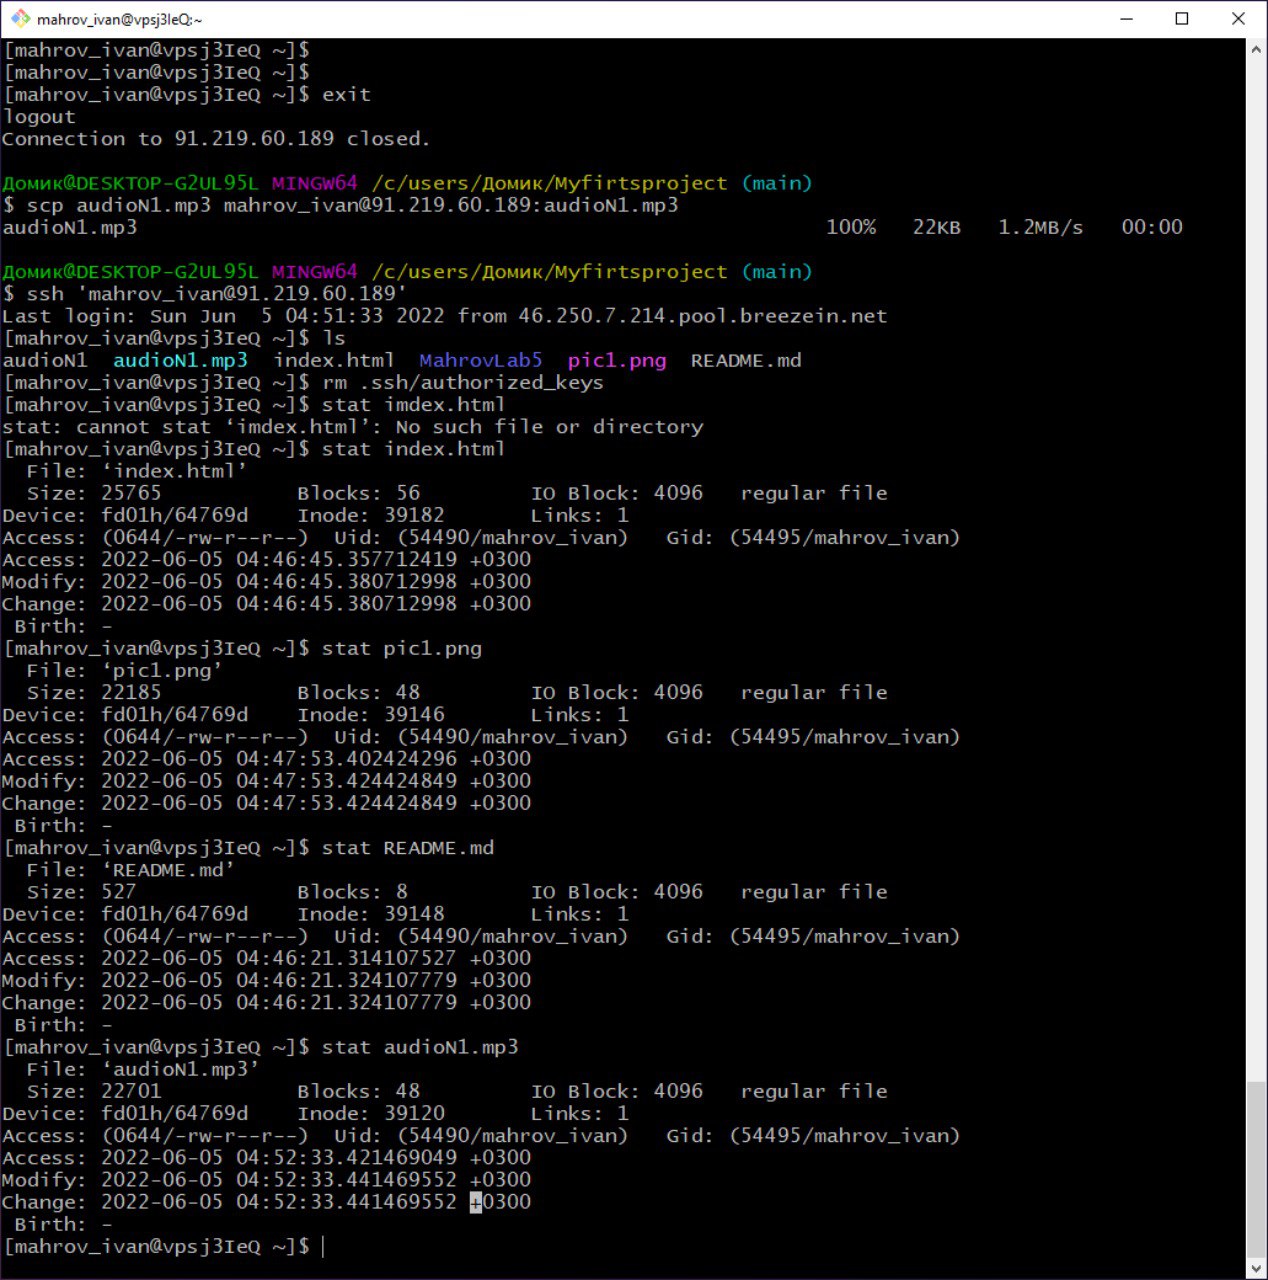 mahrov_ivan@vpsj3IeQ:~
[mahrov_ivan@vpsj3IeQ ~]$
[mahrov_ivan@vpsj3IeQ ~]$
[mahrov_ivan@vpsj3IeQ ~]$ exit
logout
Connection to 91.219.60.189 closed.
Домик@DESKTOP-G2UL95L MINGW64 /c/users/Домик/Myfirtsproject (main)
$ scp audioN1.mp3 mahrov_ivan@91.219.60.189:audioN1.mp3
audioN1.mp3 100% 22KB 1.2MB/s 00:00
Домик@DESKTOP-G2UL95L MINGW64 /c/users/Домик/Myfirtsproject (main)
$ ssh 'mahrov_ivan@91.219.60.189'
Last login: Sun Jun  5 04:51:33 2022 from 46.250.7.214.pool.breezein.net
[mahrov_ivan@vpsj3IeQ ~]$ ls
audioN1  audioN1.mp3  index.html  MahrovLab5  pic1.png  README.md
[mahrov_ivan@vpsj3IeQ ~]$ rm .ssh/authorized_keys
[mahrov_ivan@vpsj3IeQ ~]$ stat imdex.html
stat: cannot stat ‘imdex.html’: No such file or directory
[mahrov_ivan@vpsj3IeQ ~]$ stat index.html
File: ‘index.html’
Size: 25765 Blocks: 56 IO Block: 4096 regular file
Device: fd01h/64769d Inode: 39182 Links: 1
Access: (0644/-rw-r--r--) Uid: (54490/mahrov_ivan) Gid: (54495/mahrov_ivan)
Access: 2022-06-05 04:46:45.357712419 +0300
Modify: 2022-06-05 04:46:45.380712998 +0300
Change: 2022-06-05 04:46:45.380712998 +0300
Birth: -
[mahrov_ivan@vpsj3IeQ ~]$ stat pic1.png
File: ‘pic1.png’
Size: 22185 Blocks: 48 IO Block: 4096 regular file
Device: fd01h/64769d Inode: 39146 Links: 1
Access: (0644/-rw-r--r--) Uid: (54490/mahrov_ivan) Gid: (54495/mahrov_ivan)
Access: 2022-06-05 04:47:53.402424296 +0300
Modify: 2022-06-05 04:47:53.424424849 +0300
Change: 2022-06-05 04:47:53.424424849 +0300
Birth: -
[mahrov_ivan@vpsj3IeQ ~]$ stat README.md
File: ‘README.md’
Size: 527 Blocks: 8 IO Block: 4096 regular file
Device: fd01h/64769d Inode: 39148 Links: 1
Access: (0644/-rw-r--r--) Uid: (54490/mahrov_ivan) Gid: (54495/mahrov_ivan)
Access: 2022-06-05 04:46:21.314107527 +0300
Modify: 2022-06-05 04:46:21.324107779 +0300
Change: 2022-06-05 04:46:21.324107779 +0300
Birth: -
[mahrov_ivan@vpsj3IeQ ~]$ stat audioN1.mp3
File: ‘audioN1.mp3’
Size: 22701 Blocks: 48 IO Block: 4096 regular file
Device: fd01h/64769d Inode: 39120 Links: 1
Access: (0644/-rw-r--r--) Uid: (54490/mahrov_ivan) Gid: (54495/mahrov_ivan)
Access: 2022-06-05 04:52:33.421469049 +0300
Modify: 2022-06-05 04:52:33.441469552 +0300
Change: 2022-06-05 04:52:33.441469552 +0300
Birth: -
[mahrov_ivan@vpsj3IeQ ~]$